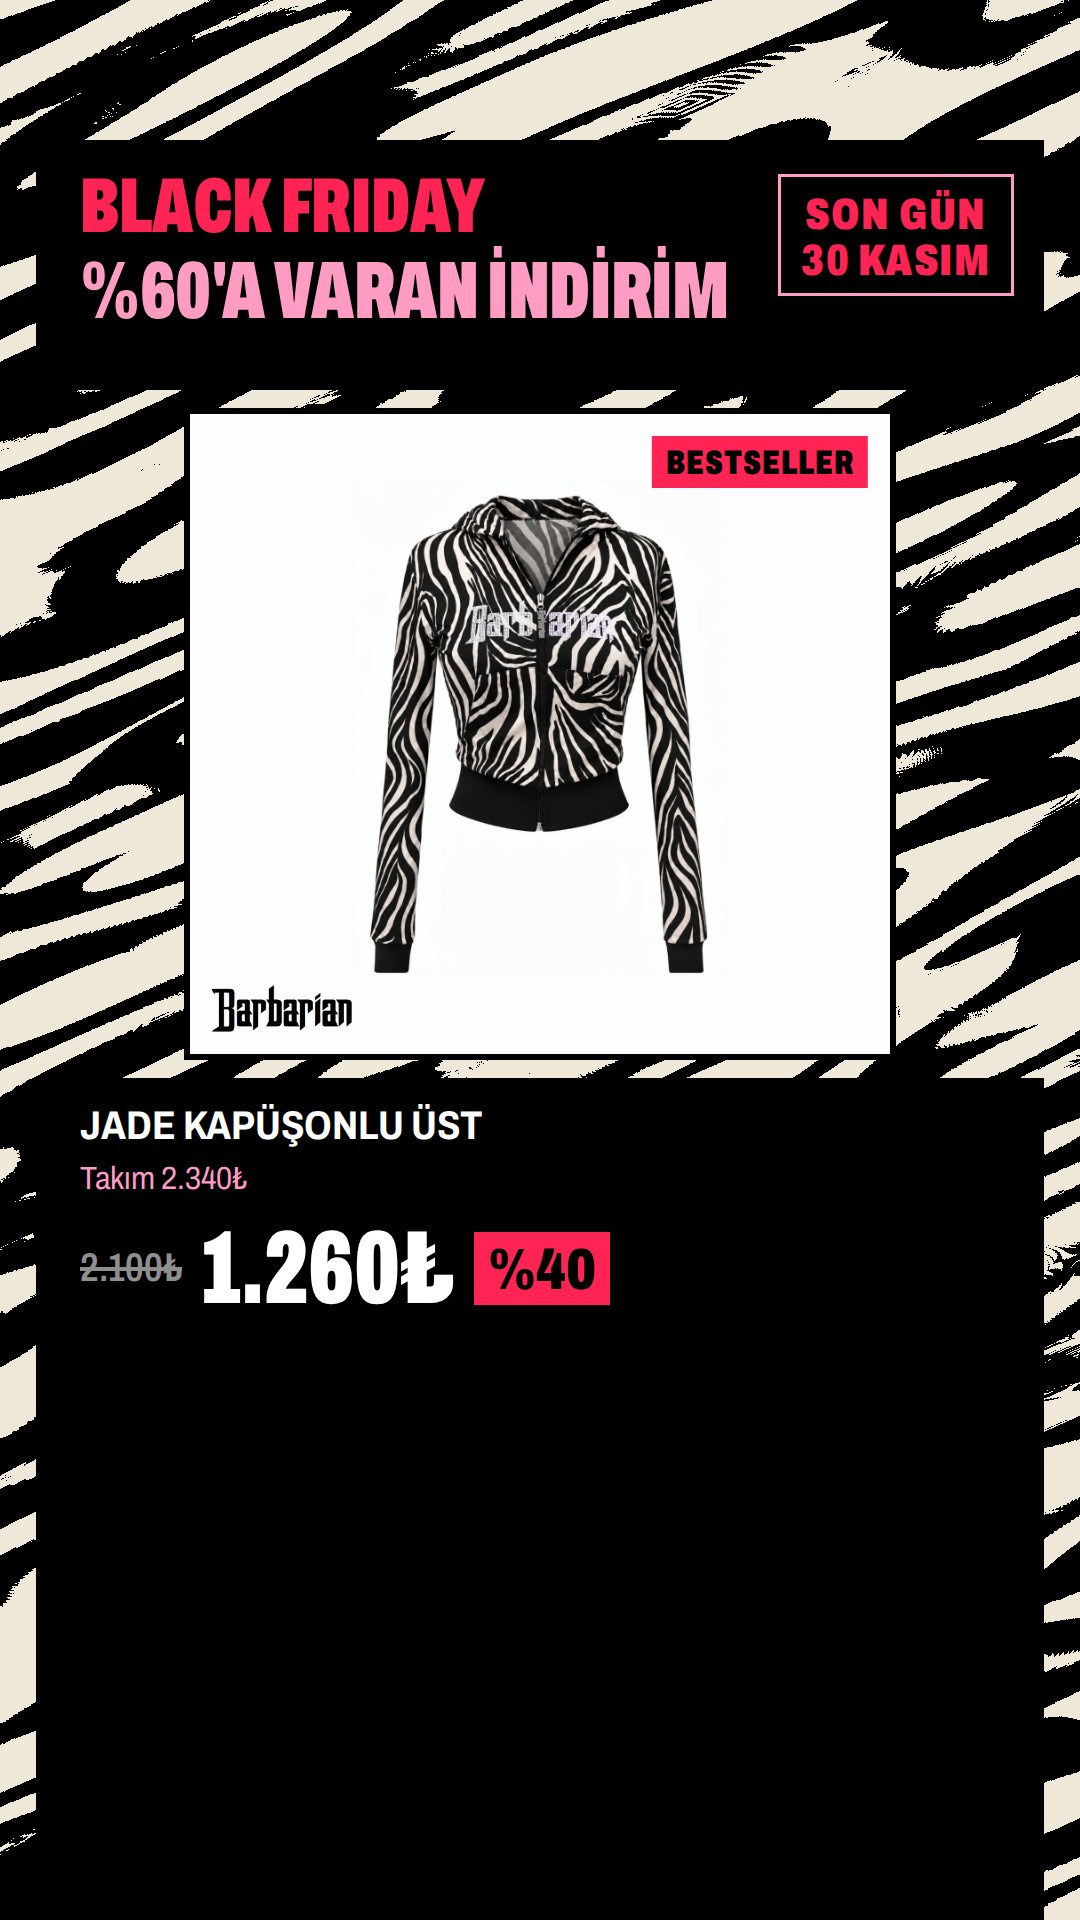 BLACK FRIDAY
%60'A VARAN İNDİRİM
SON GÜN
30 KASIM
BESTSELLER
Barbarian
Barbarian
JADE KAPÜŞONLU ÜST
Takım 2.340₺
2.100₺ 1.260₺ %40